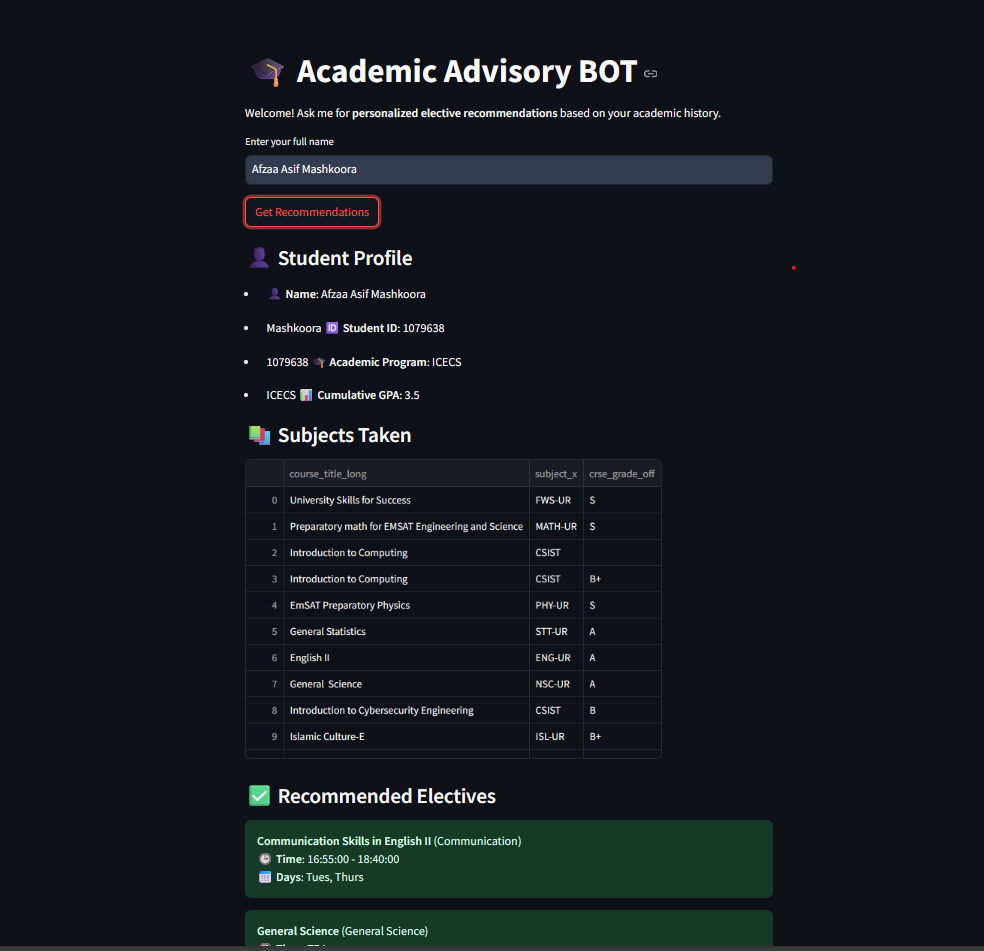 Academic Advisory BOT
Welcome! Ask me for personalized elective recommendations based on your academic history.
Enter your full name
Afzaa Asif Mashkoora
Get Recommendations
Student Profile
Name: Afzaa Asif Mashkoora
Mashkoora 🆔 Student ID: 1079638
1079638 Academic Program: ICECS
ICECS Cumulative GPA: 3.5
Subjects Taken
course_title_long subject_x crse_grade_off
0 University Skills for Success FWS-UR S
1 Preparatory math for EMSAT Engineering and Science MATH-UR S
2 Introduction to Computing CSIST
3 Introduction to Computing CSIST B+
4 EmSAT Preparatory Physics PHY-UR S
5 General Statistics STT-UR A
6 English II ENG-UR A
7 General Science NSC-UR A
8 Introduction to Cybersecurity Engineering CSIST B
9 Islamic Culture-E ISL-UR B+
Recommended Electives
Communication Skills in English II (Communication)
Time: 16:55:00 - 18:40:00
Days: Tues, Thurs
General Science (General Science)